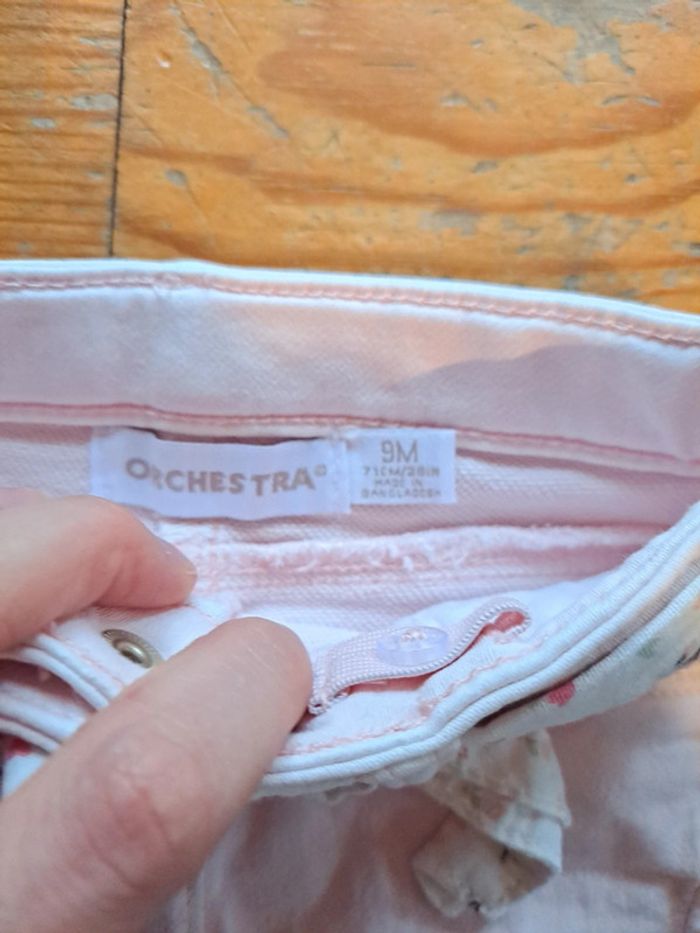 ORCHESTRA®
9M
71CM/28IN
MADE IN
BANGLADESH